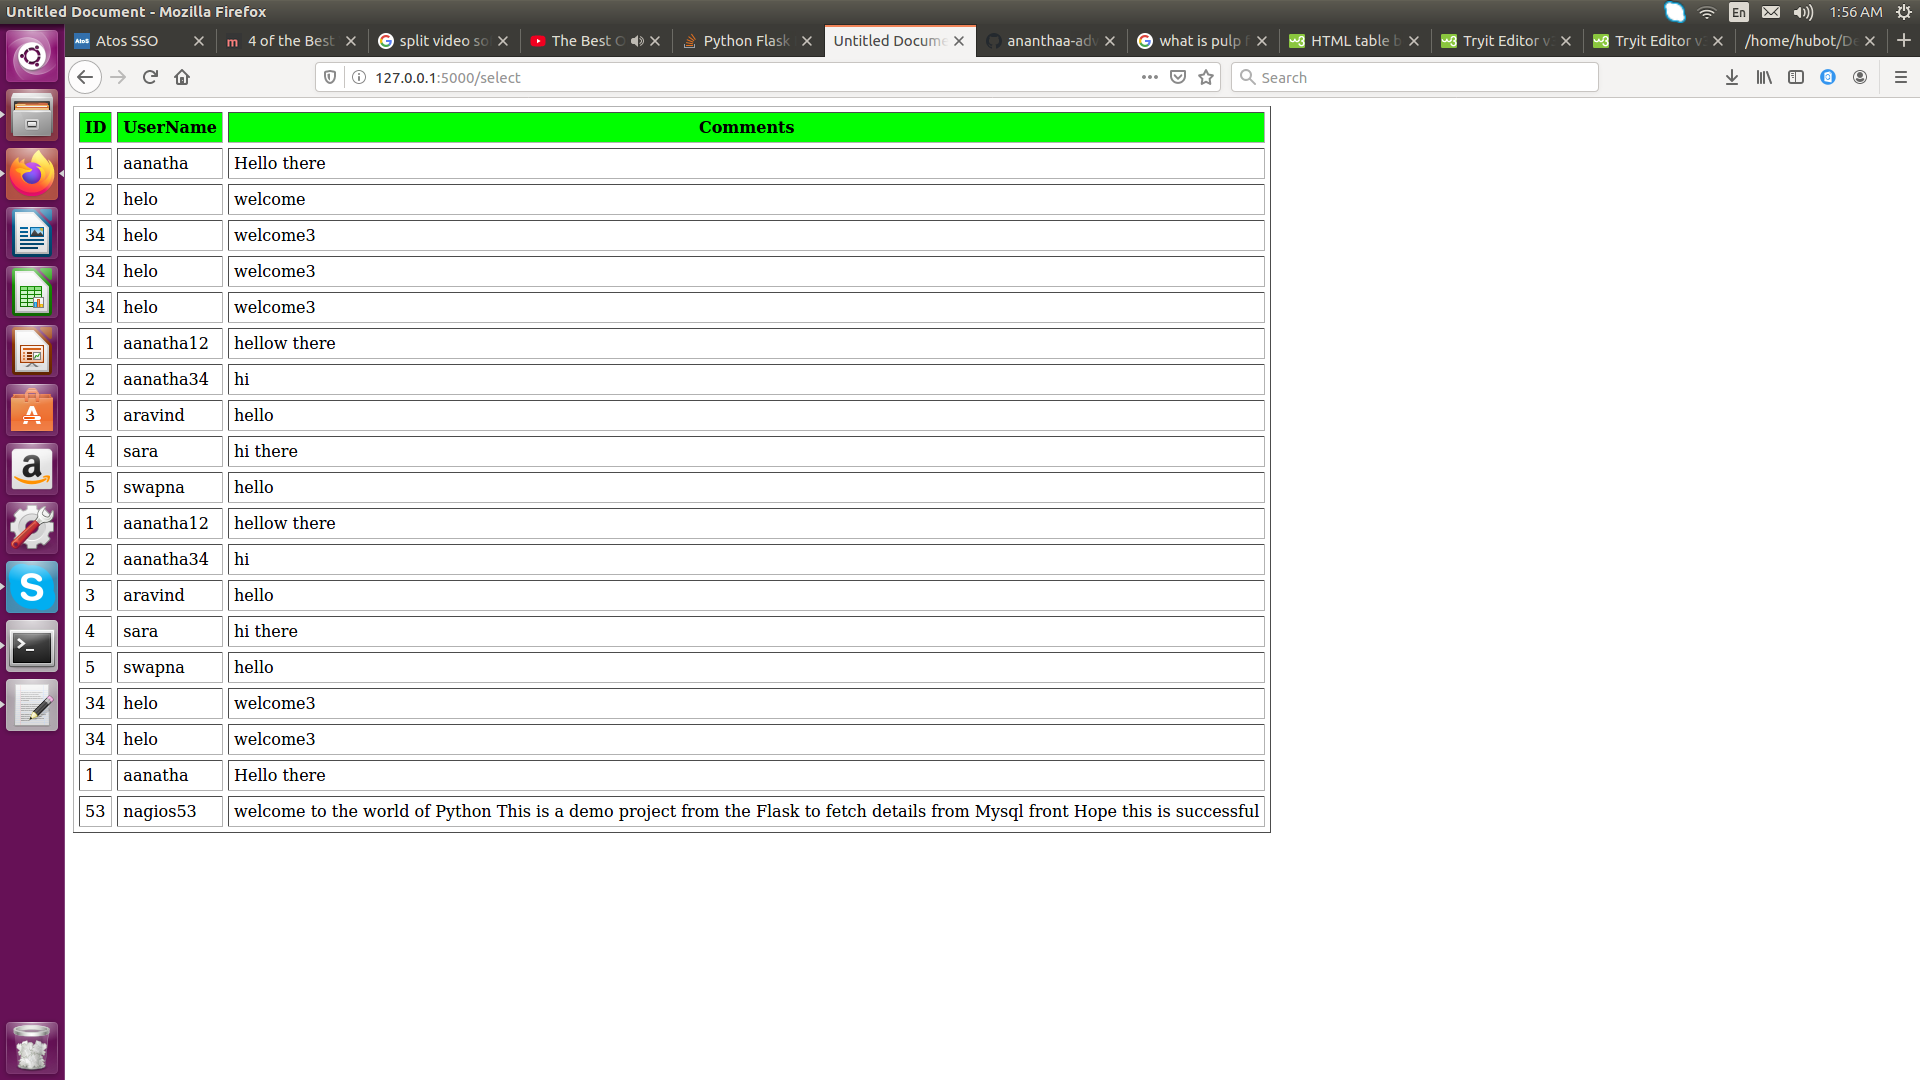 Untitled Document - Mozilla Firefox
En
1:56 AM
Atos SSO
4 of the Best
split video so
The Best O
Python Flask
Untitled Docume
ananthaa-adv
what is pulp f
HTML table b
Tryit Editor v
Tryit Editor v
/home/hubot/De
127.0.0.1:5000/select
Search
ID UserName Comments
1 aanatha Hello there
2 helo welcome
34 helo welcome3
34 helo welcome3
34 helo welcome3
1 aanatha12 hellow there
2 aanatha34 hi
3 aravind hello
4 sara hi there
5 swapna hello
1 aanatha12 hellow there
2 aanatha34 hi
3 aravind hello
4 sara hi there
5 swapna hello
34 helo welcome3
34 helo welcome3
1 aanatha Hello there
53 nagios53 welcome to the world of Python This is a demo project from the Flask to fetch details from Mysql front Hope this is successful